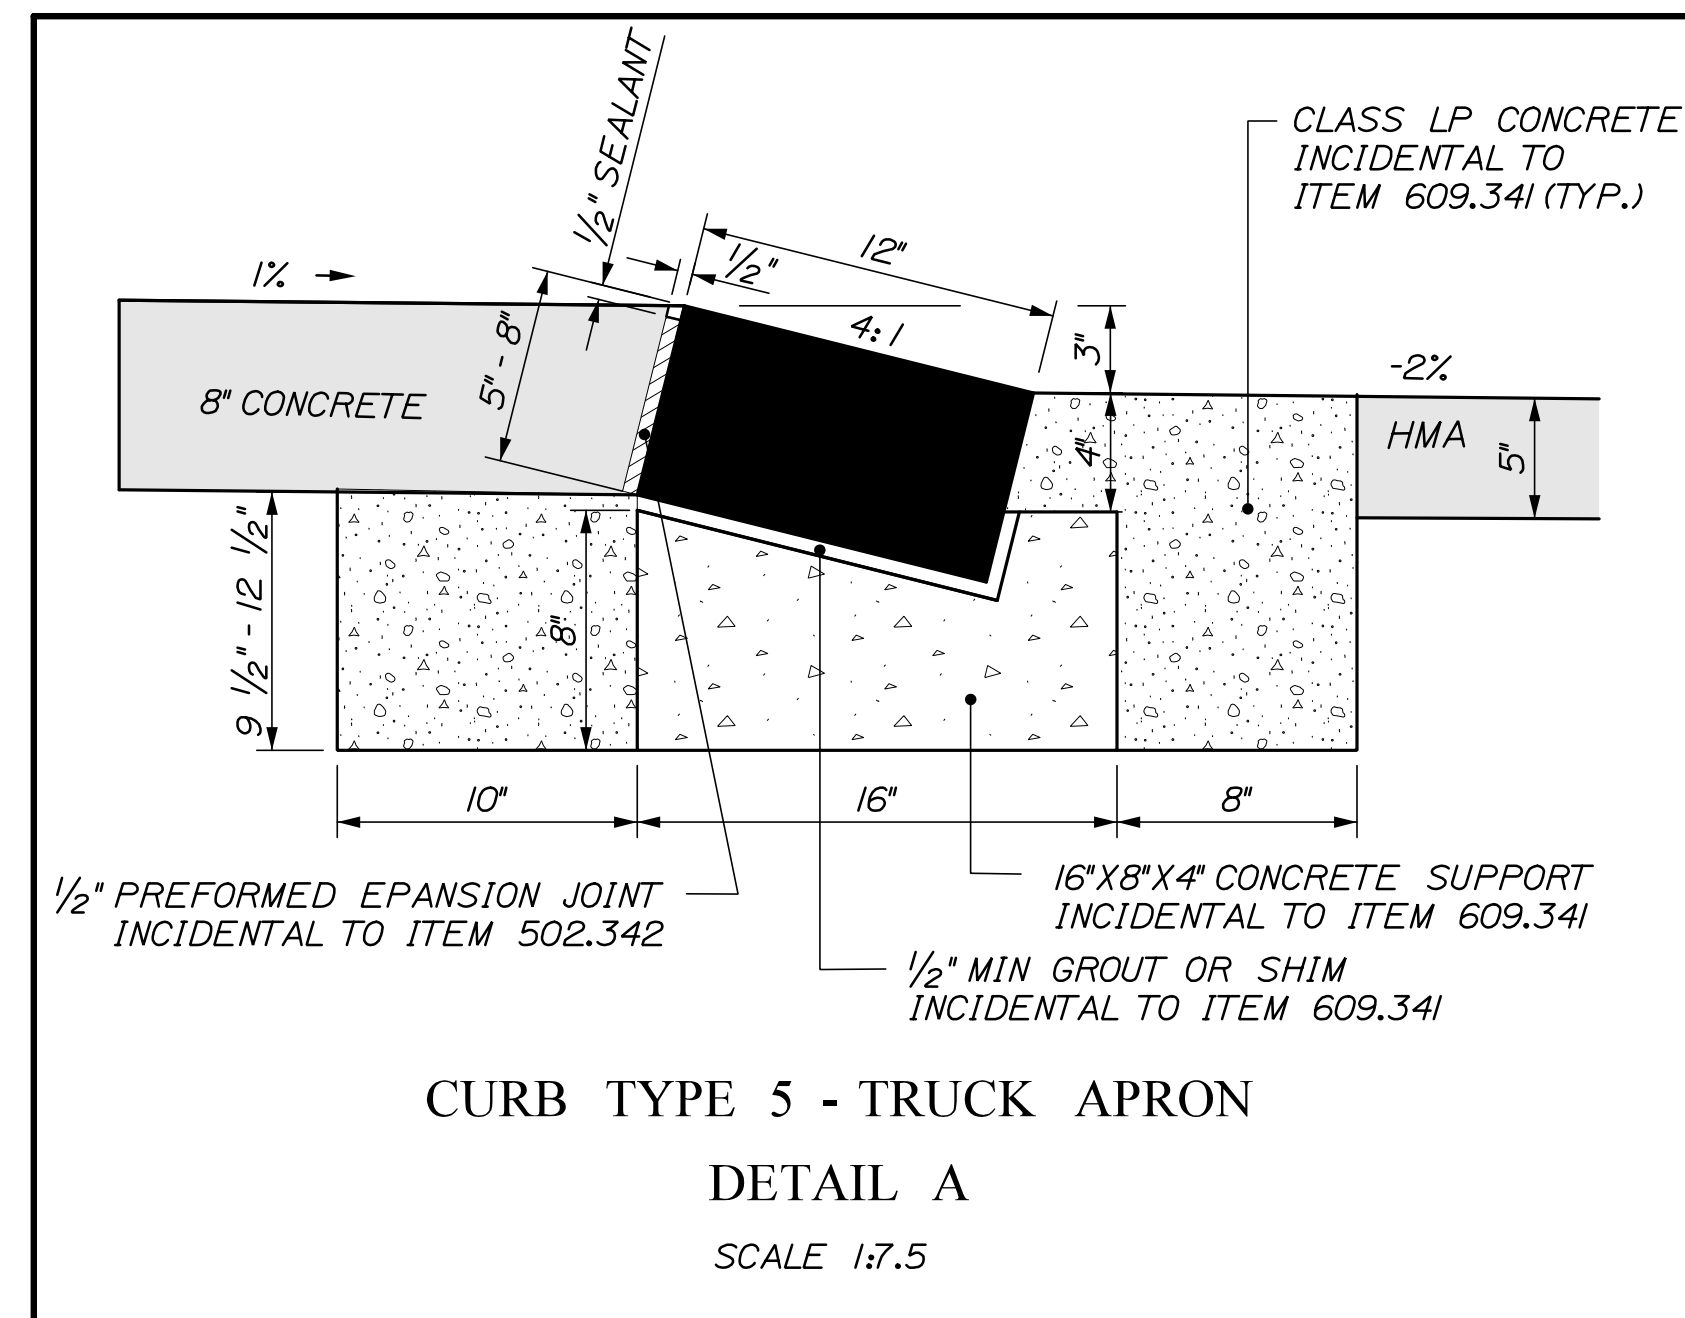 1/2" SEALANT
CLASS LP CONCRETE
INCIDENTAL TO
ITEM 609.341 (TYP.)
12"
1/2"
1%
4:1
3"
5" - 8"
-2%
8" CONCRETE
HMA
4"
5"
9 1/2" - 12 1/2"
8"
10"
16"
8"
1/2" PREFORMED EPANSION JOINT
INCIDENTAL TO ITEM 502.342
16"X8"X4" CONCRETE SUPPORT
INCIDENTAL TO ITEM 609.341
1/2" MIN GROUT OR SHIM
INCIDENTAL TO ITEM 609.341
CURB TYPE 5 - TRUCK APRON
DETAIL A
SCALE 1:7.5